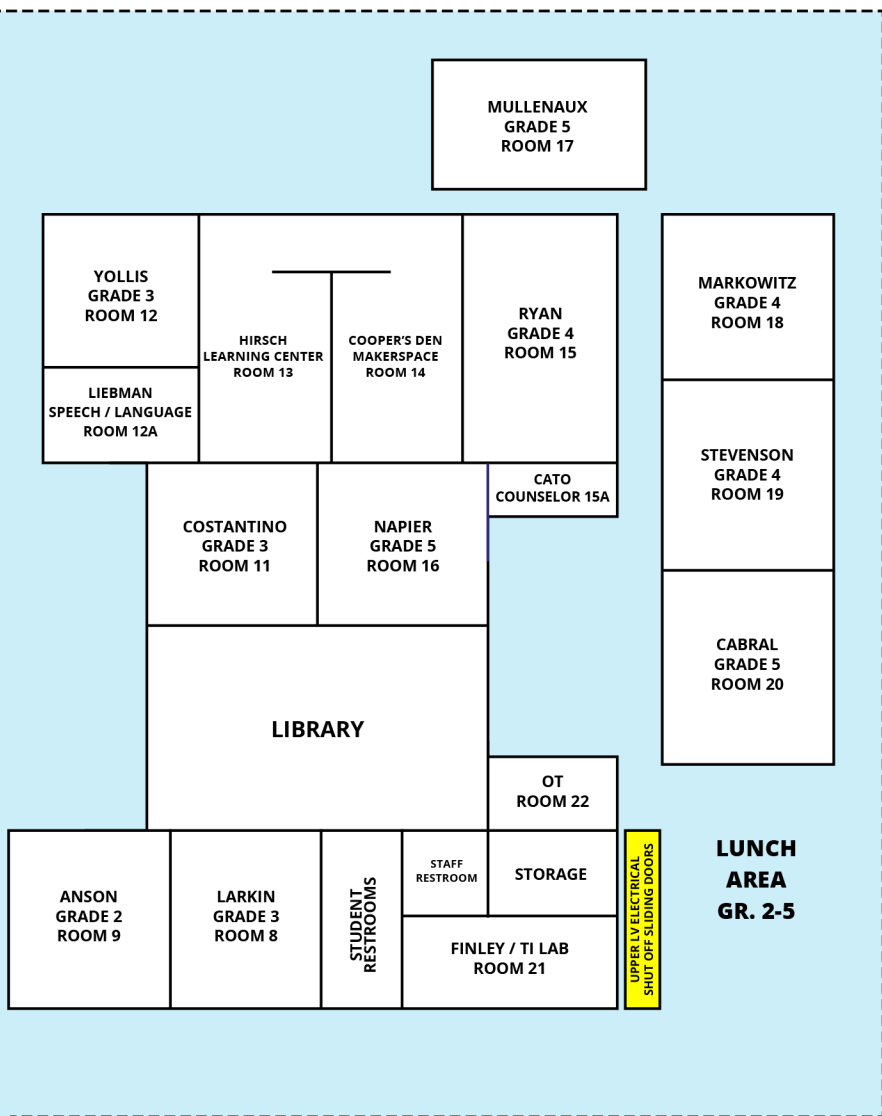 MULLENAUX
GRADE 5
ROOM 17
YOLLIS
GRADE 3
ROOM 12
LIEBMAN
SPEECH / LANGUAGE
ROOM 12A
HIRSCH
LEARNING CENTER
ROOM 13
COOPER’S DEN
MAKERSPACE
ROOM 14
RYAN
GRADE 4
ROOM 15
MARKOWITZ
GRADE 4
ROOM 18
CATO
COUNSELOR 15A
STEVENSON
GRADE 4
ROOM 19
COSTANTINO
GRADE 3
ROOM 11
NAPIER
GRADE 5
ROOM 16
CABRAL
GRADE 5
ROOM 20
LIBRARY
OT
ROOM 22
ANSON
GRADE 2
ROOM 9
LARKIN
GRADE 3
ROOM 8
STUDENT
RESTROOMS
STAFF
RESTROOM
STORAGE
FINLEY / TI LAB
ROOM 21
UPPER LV ELECTRICAL
SHUT OFF SLIDING DOORS
LUNCH
AREA
GR. 2-5